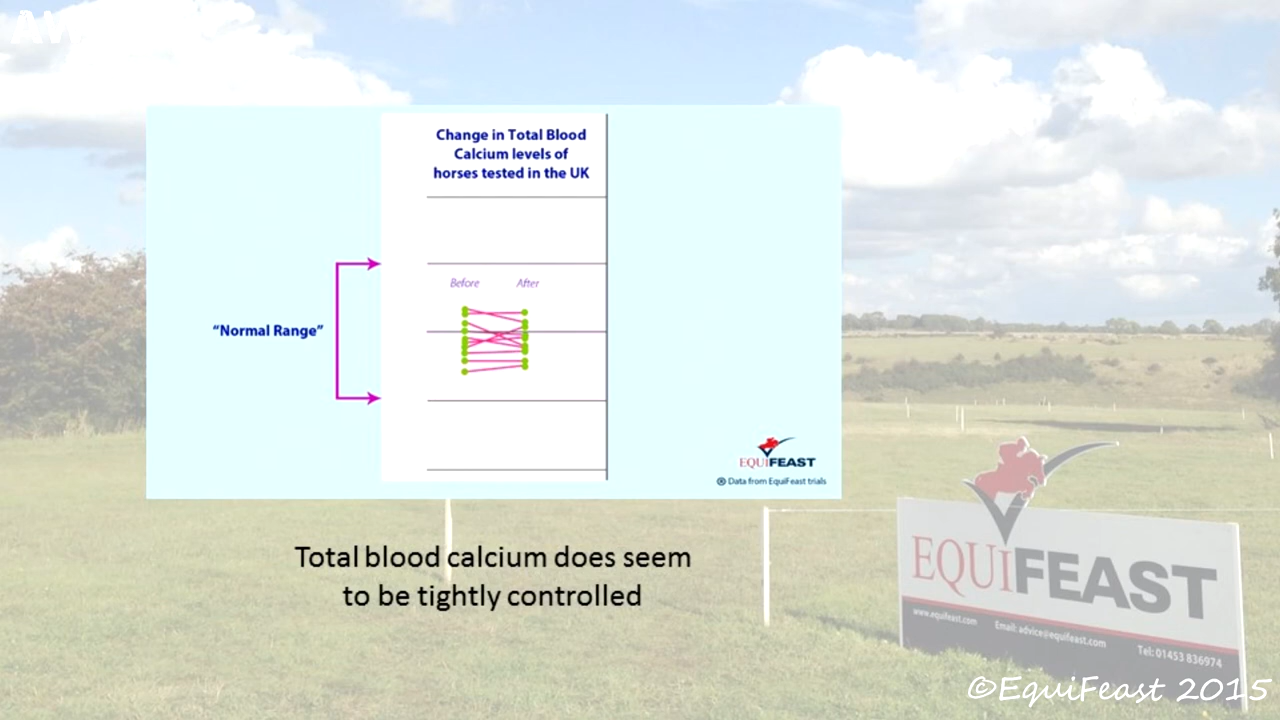 Change in Total Blood
Calcium levels of
horses tested in the UK
Before After
“Normal Range”
EQUIFEAST
® Data from EquiFeast trials
Total blood calcium does seem
to be tightly controlled
EQUIFEAST
www.equifeast.com Email: advice@equifeast.com Tel: 01453 836974
©EquiFeast 2015